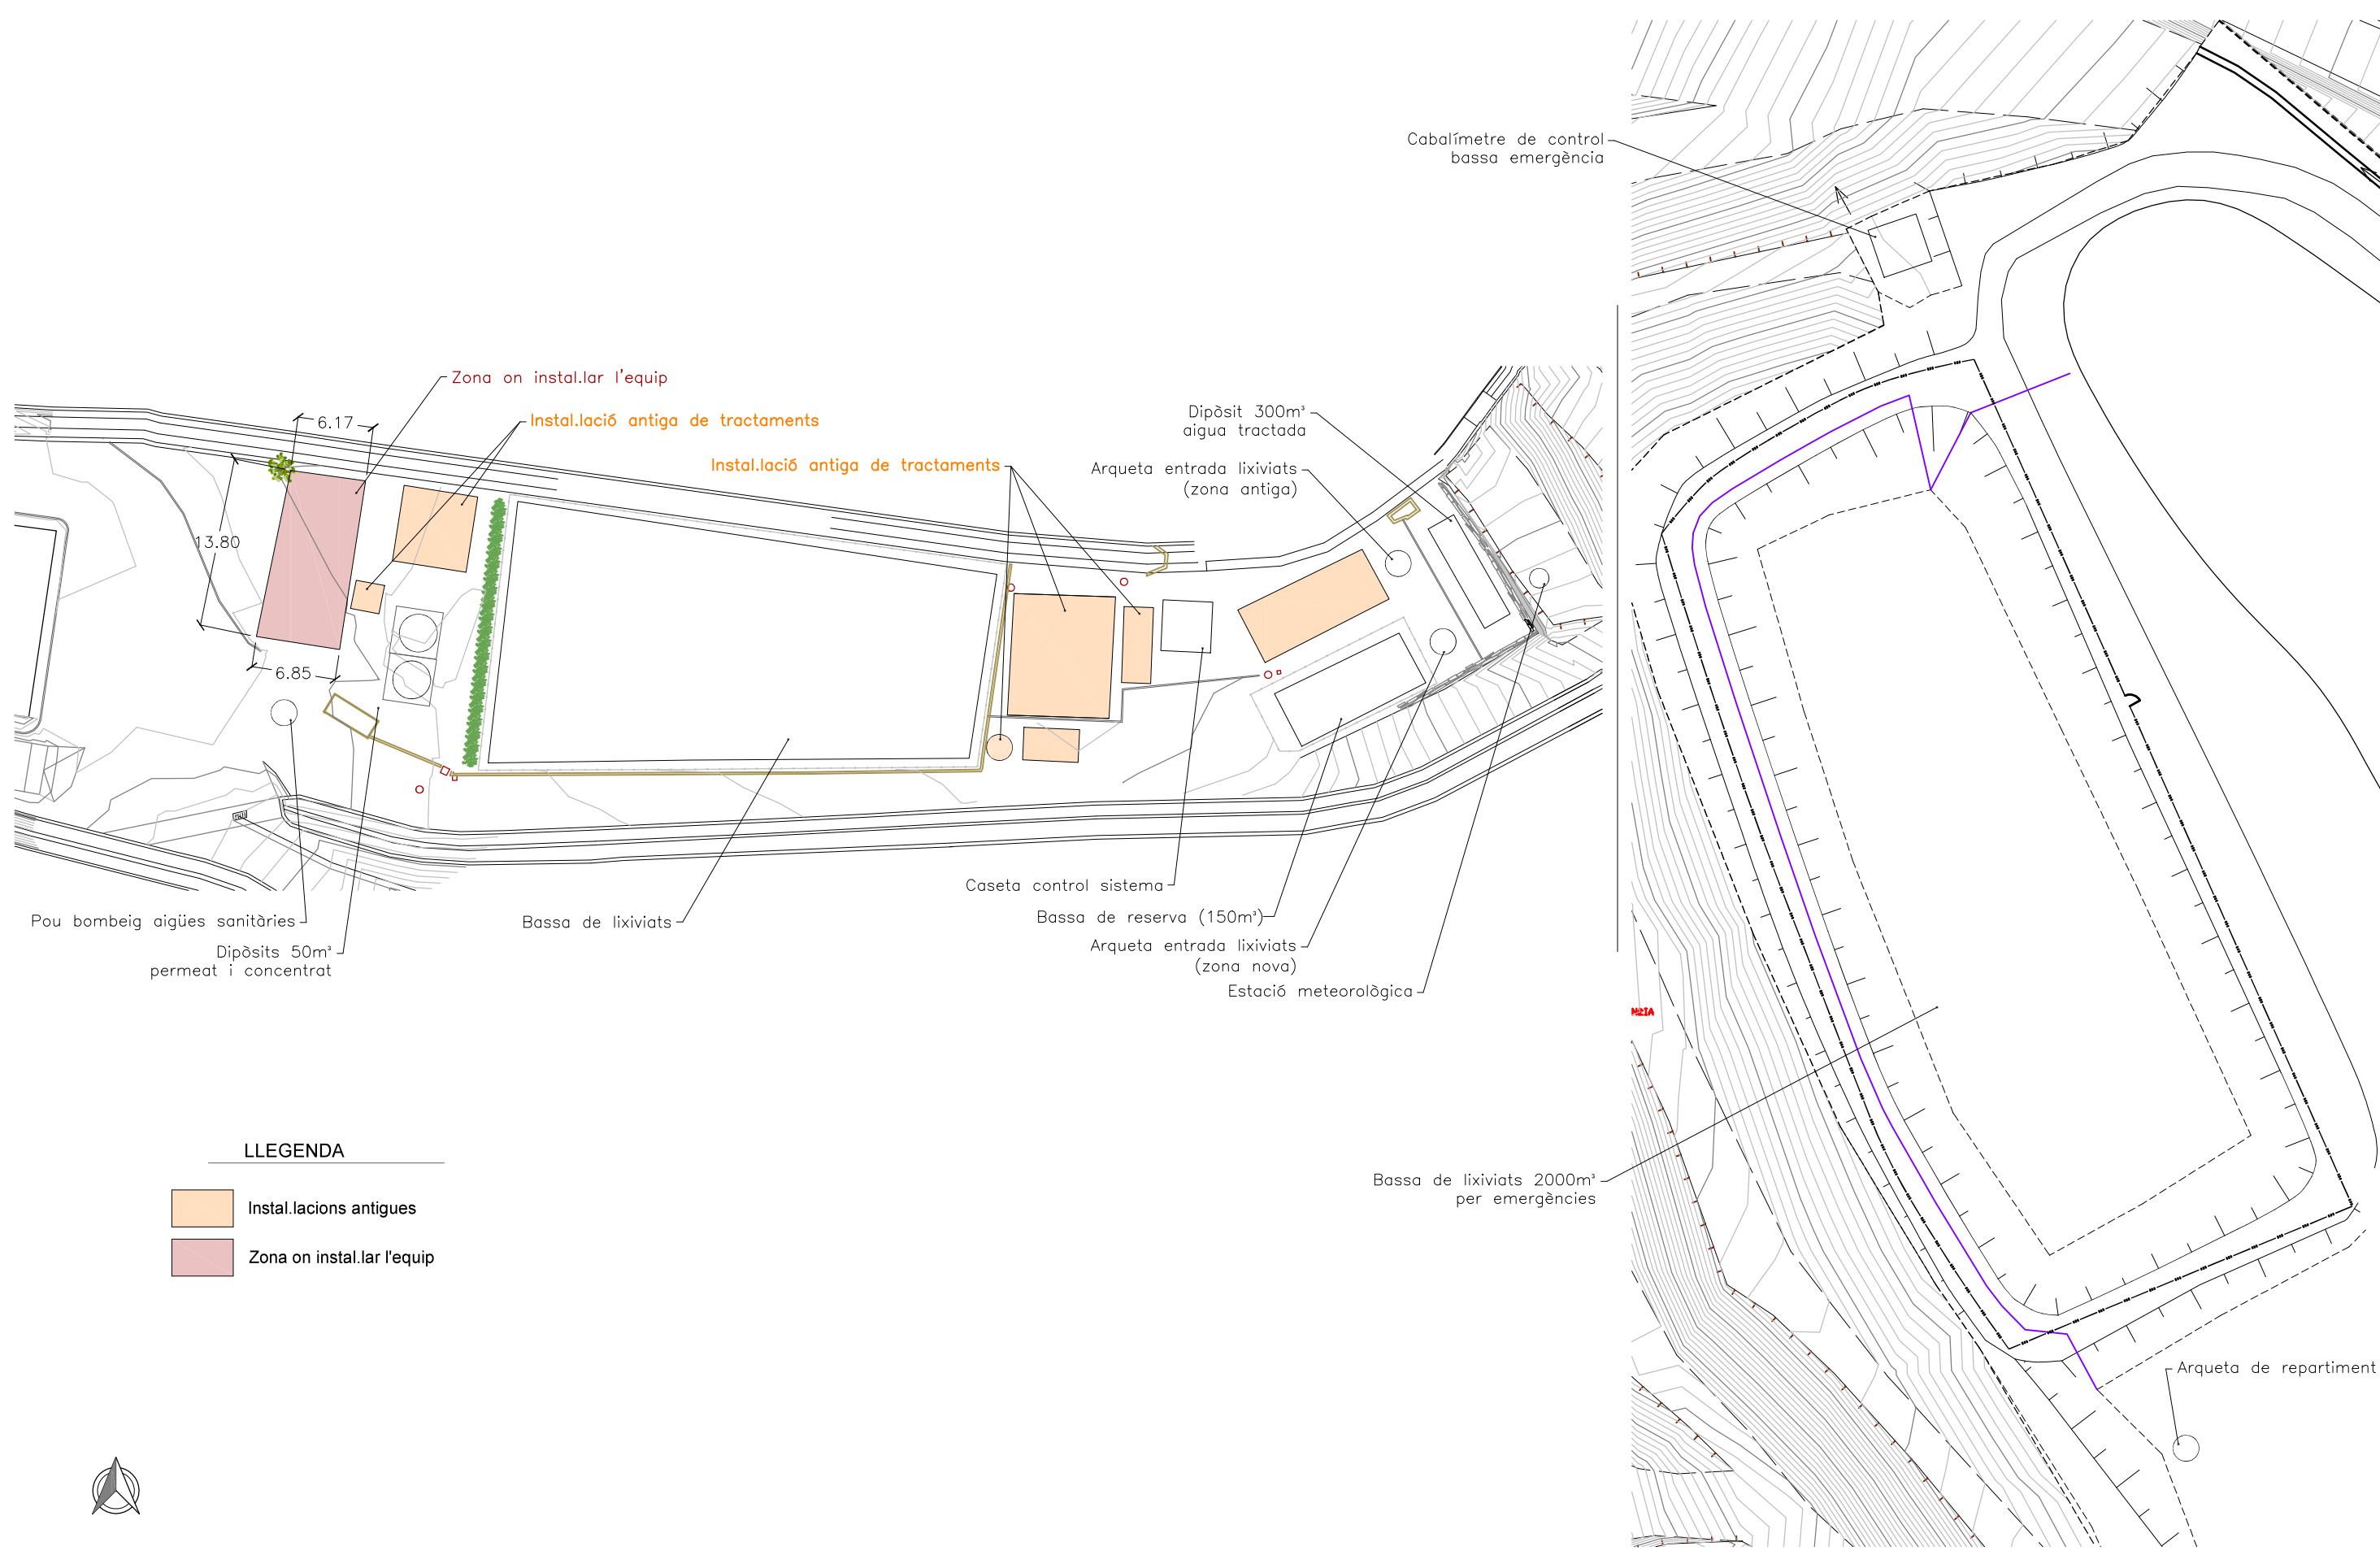 Cabalímetre de control
bassa emergència
Zona on instal.lar l'equip
6.17
Instal.lació antiga de tractaments
Instal.lació antiga de tractaments
Dipòsit 300m³
aigua tractada
Arqueta entrada lixiviats
(zona antiga)
13.80
6.85
Caseta control sistema
Bassa de reserva (150m³)
Arqueta entrada lixiviats
(zona nova)
Estació meteorològica
Pou bombeig aigües sanitàries
Bassa de lixiviats
Dipòsits 50m³
permeat i concentrat
LLEGENDA
Instal.lacions antigues
Zona on instal.lar l'equip
Bassa de lixiviats 2000m³
per emergències
Arqueta de repartiment